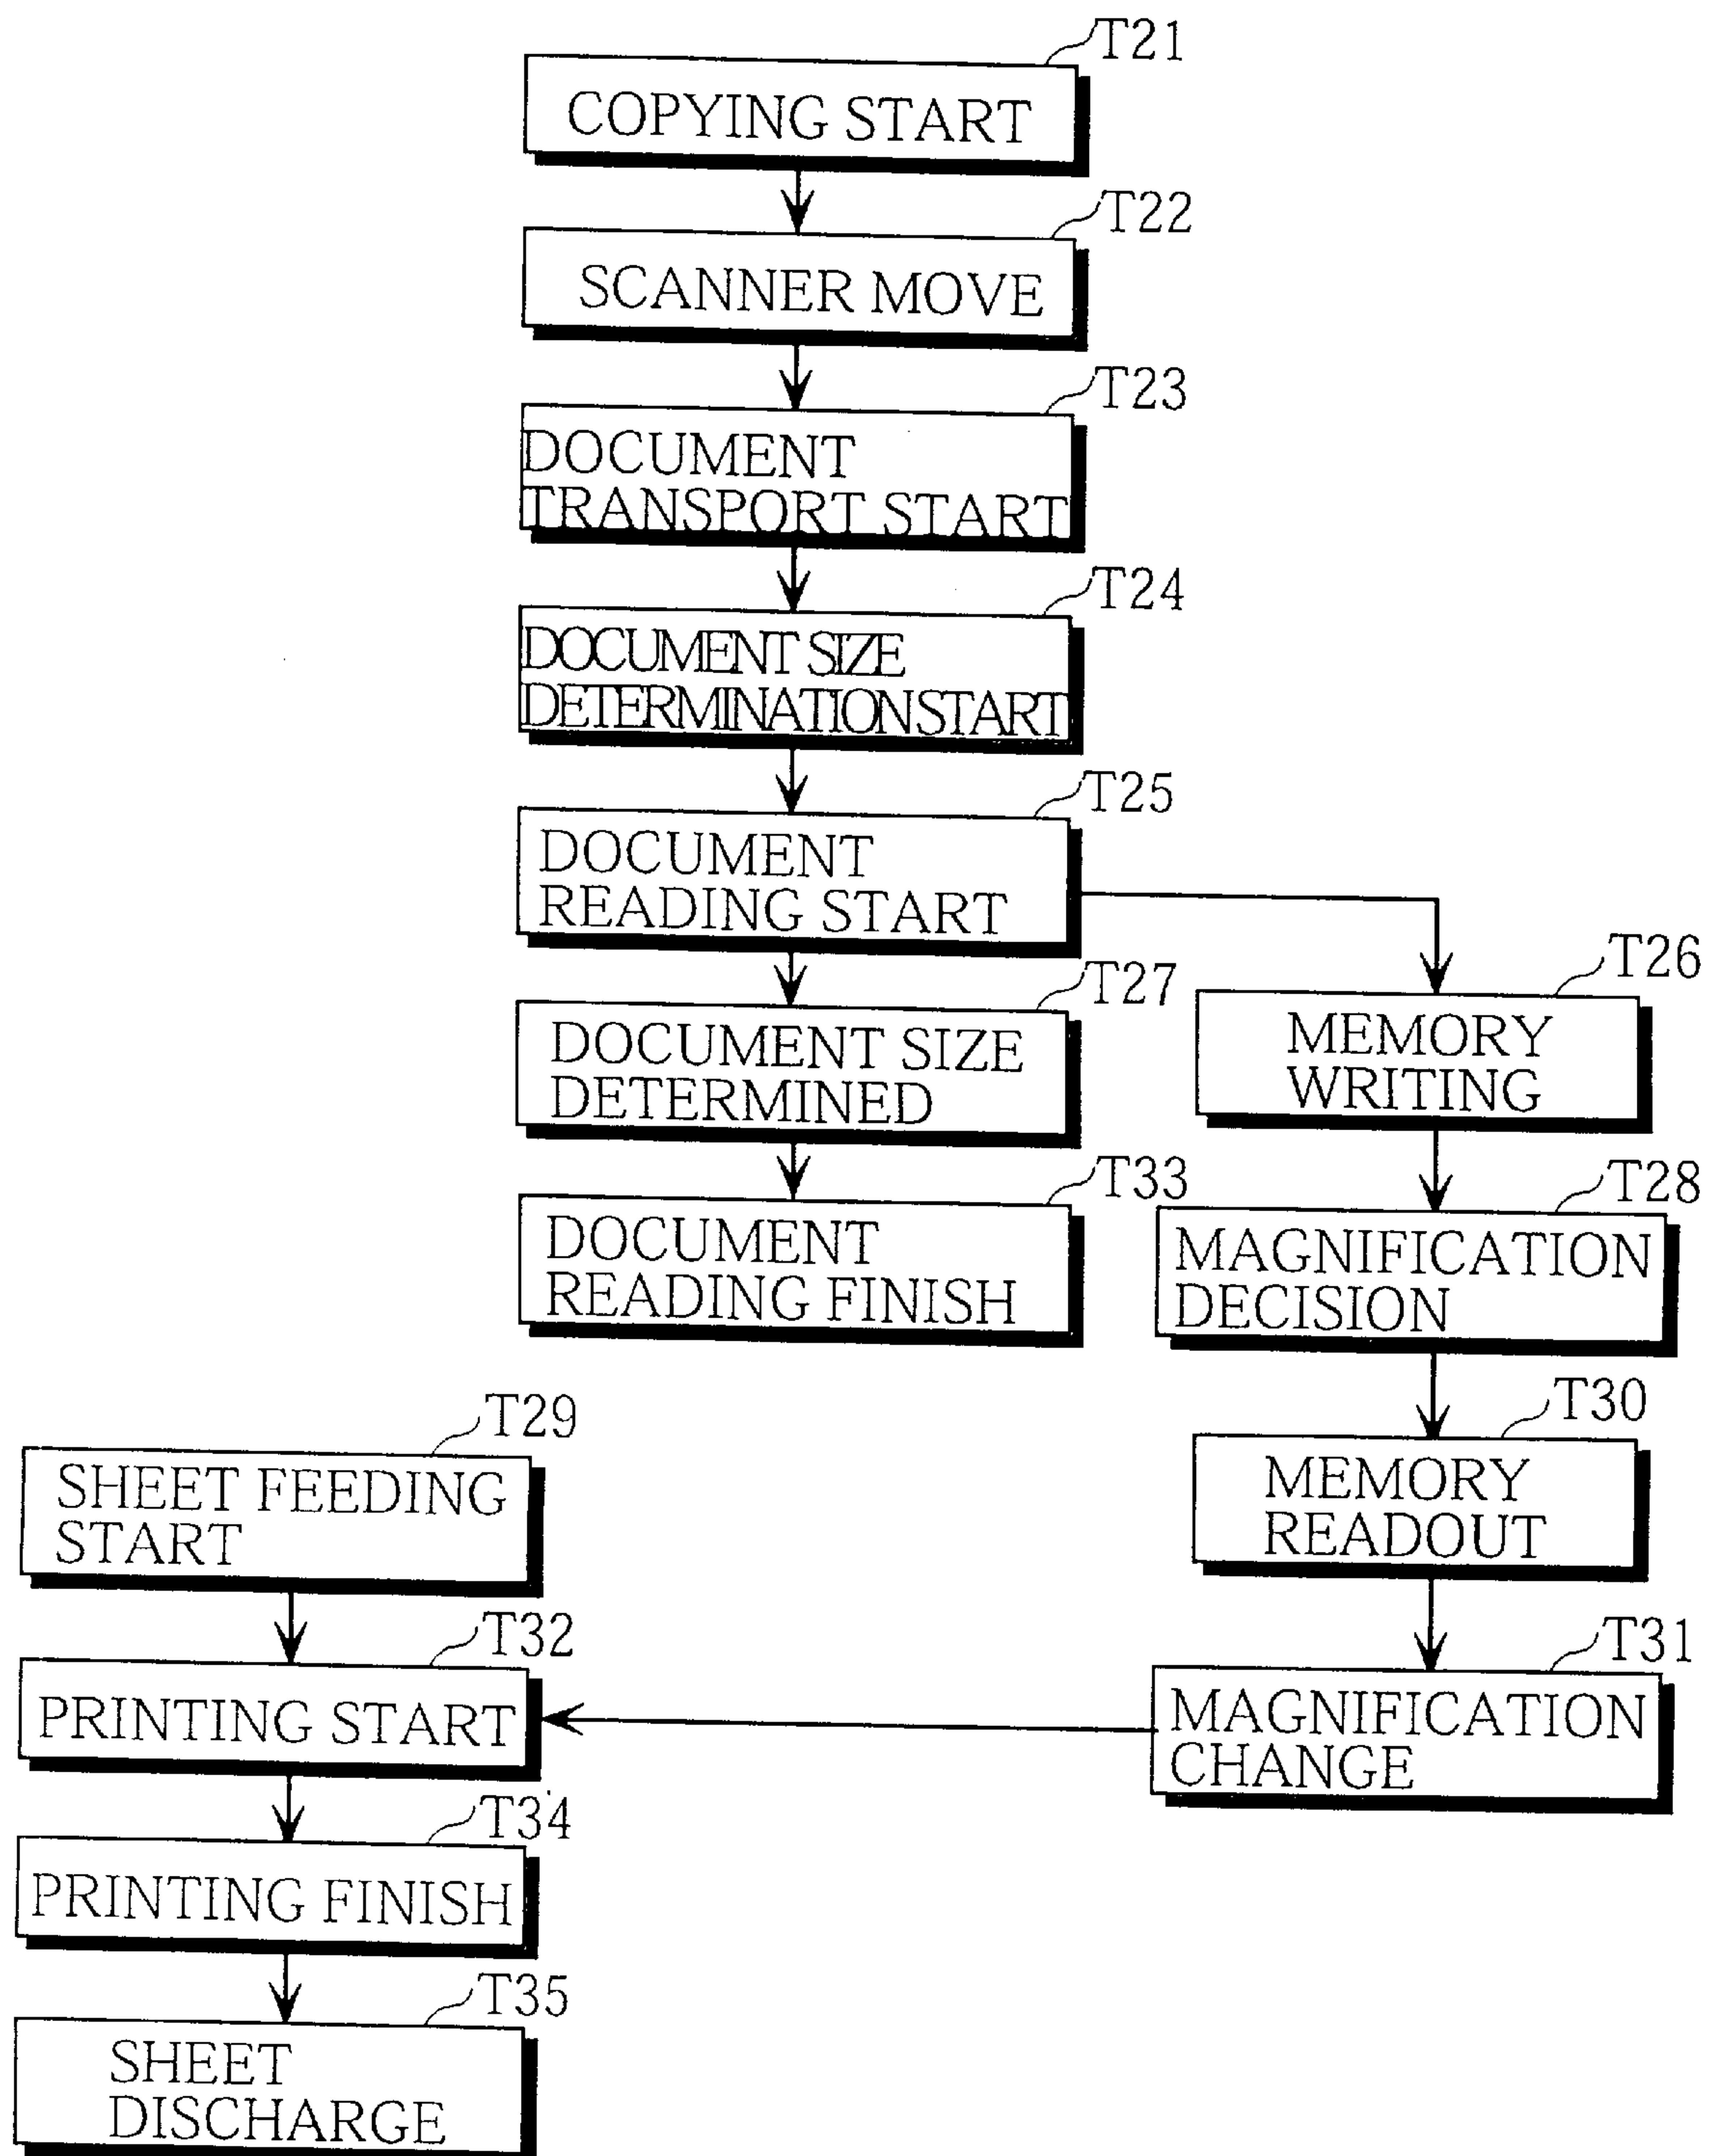 T21
COPYING START
T22
SCANNER MOVE
T23
DOCUMENT
TRANSPORT START
T24
DOCUMENT SIZE
DETERMINATION START
T25
DOCUMENT
READING START
T26
MEMORY
WRITING
T27
DOCUMENT SIZE
DETERMINED
T28
MAGNIFICATION
DECISION
T33
DOCUMENT
READING FINISH
T29
SHEET FEEDING
START
T30
MEMORY
READOUT
T31
MAGNIFICATION
CHANGE
T32
PRINTING START
T34
PRINTING FINISH
T35
SHEET
DISCHARGE